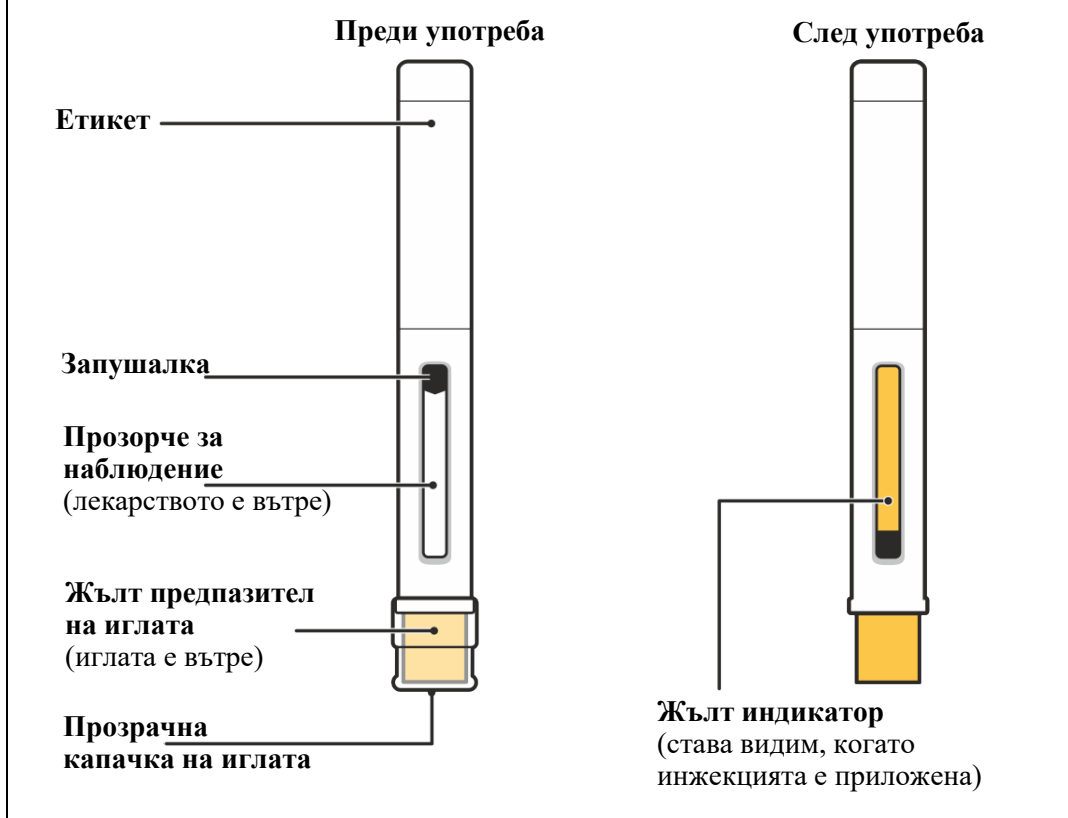 Преди употреба
След употреба
Етикет
Запушалка
Прозорче за
наблюдение
(лекарството е вътре)
Жълт предпазител
на иглата
(иглата е вътре)
Прозрачна
капачка на иглата
Жълт индикатор
(става видим, когато
инжекцията е приложена)